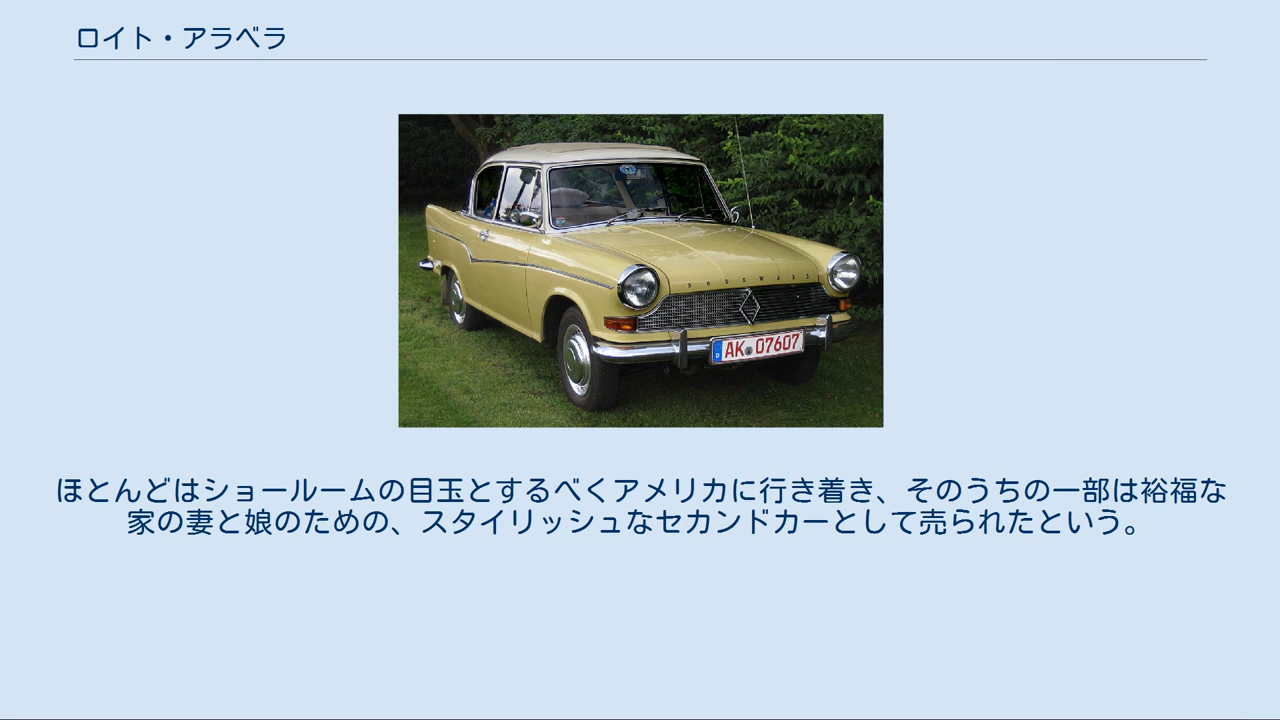 ロイト・アラベラ
BORGWARD
D AK 07607
ほとんどはショールームの目玉とするべくアメリカに行き着き、そのうちの一部は裕福な
家の妻と娘のための、スタイリッシュなセカンドカーとして売られたという。